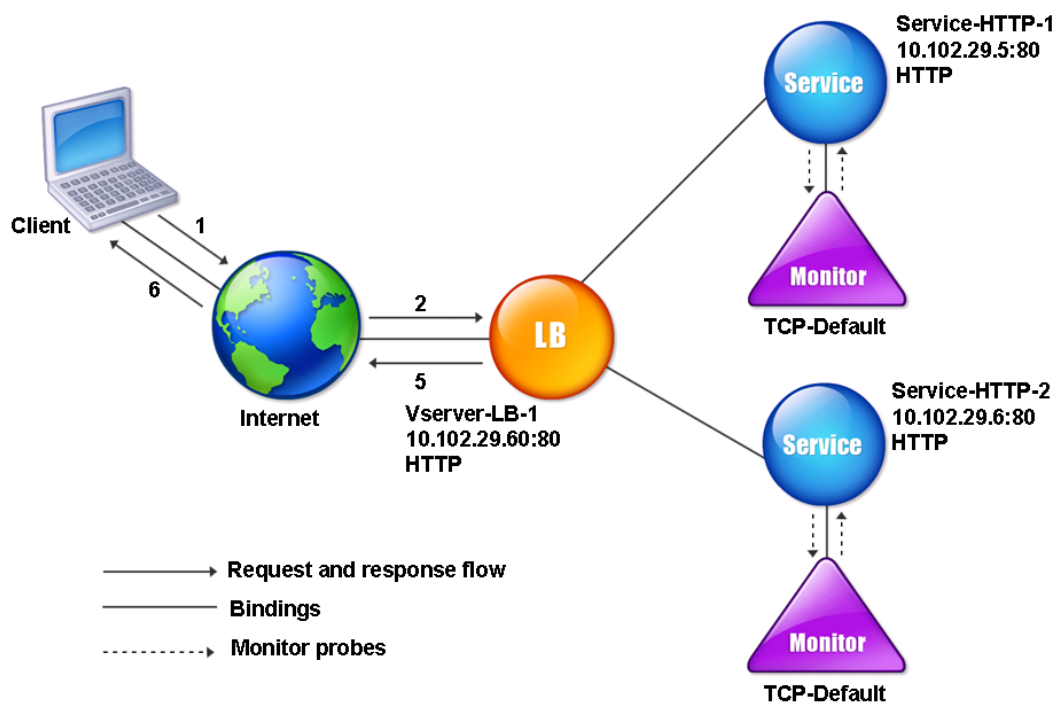 Service-HTTP-1
10.102.29.5:80
HTTP
Service
Client
1
6
Monitor
TCP-Default
2
LB
5
Internet
Vserver-LB-1
10.102.29.60:80
HTTP
Service-HTTP-2
10.102.29.6:80
HTTP
Service
Request and response flow
Bindings
Monitor probes
Monitor
TCP-Default